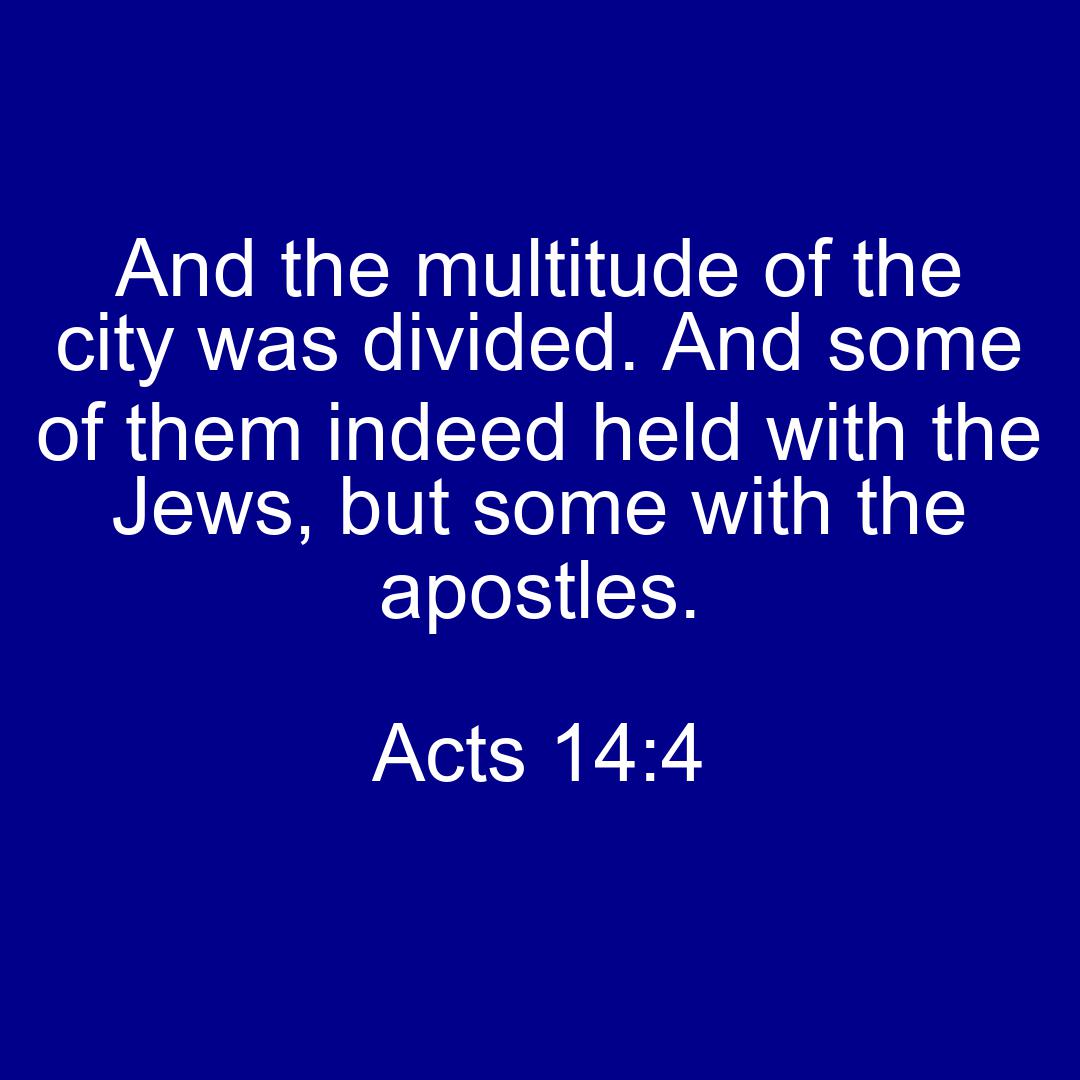 And the multitude of the
city was divided. And some
of them indeed held with the
Jews, but some with the
apostles.
Acts 14:4